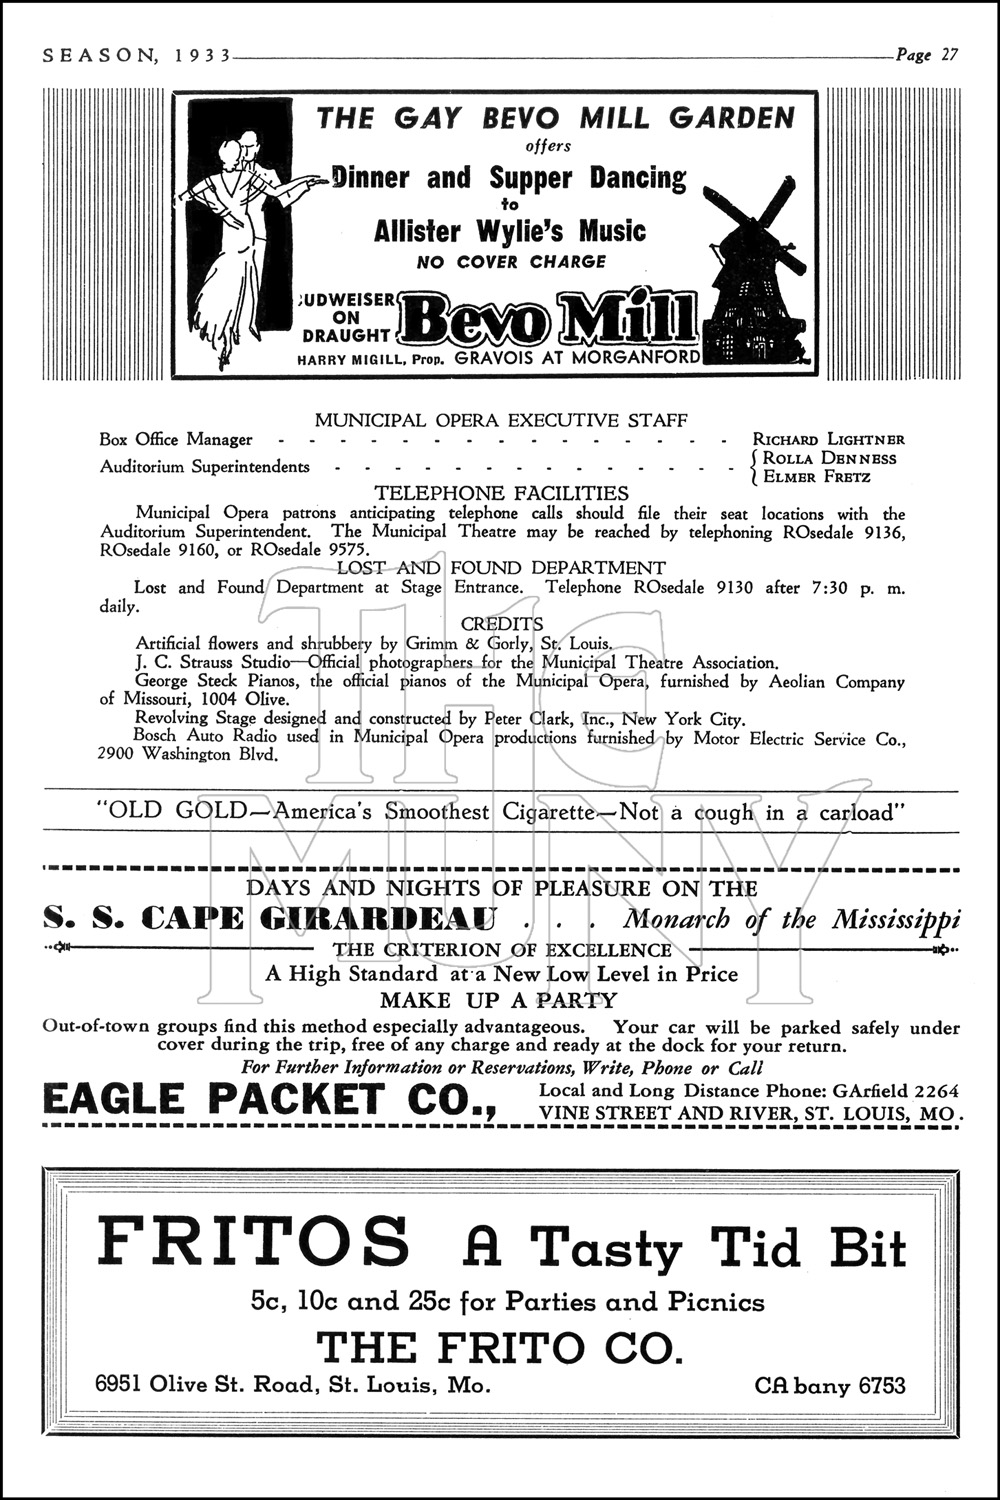 SEASON, 1933 Page 27
THE GAY BEVO MILL GARDEN
offers
Dinner and Supper Dancing
to
Allister Wylie's Music
NO COVER CHARGE
BUDWEISER
ON
DRAUGHT
Bevo Mill
HARRY MIGILL, Prop. GRAVOIS AT MORGANFORD
MUNICIPAL OPERA EXECUTIVE STAFF
Box Office Manager - - - - - - - - - - - - - - - RICHARD LIGHTNER
Auditorium Superintendents - - - - - - - - - - - - - - { ROLLA DENNESS
{ ELMER FRETZ
TELEPHONE FACILITIES
Municipal Opera patrons anticipating telephone calls should file their seat locations with the
Auditorium Superintendent. The Municipal Theatre may be reached by telephoning ROsedale 9136,
ROsedale 9160, or ROsedale 9575.
LOST AND FOUND DEPARTMENT
Lost and Found Department at Stage Entrance. Telephone ROsedale 9130 after 7:30 p. m.
daily.
CREDITS
Artificial flowers and shrubbery by Grimm & Gorly, St. Louis.
J. C. Strauss Studio—Official photographers for the Municipal Theatre Association.
George Steck Pianos, the official pianos of the Municipal Opera, furnished by Aeolian Company
of Missouri, 1004 Olive.
Revolving Stage designed and constructed by Peter Clark, Inc., New York City.
Bosch Auto Radio used in Municipal Opera productions furnished by Motor Electric Service Co.,
2900 Washington Blvd.
THE
MUNY
"OLD GOLD—America's Smoothest Cigarette—Not a cough in a carload"
DAYS AND NIGHTS OF PLEASURE ON THE
S. S. CAPE GIRARDEAU . . . Monarch of the Mississippi
THE CRITERION OF EXCELLENCE
A High Standard at a New Low Level in Price
MAKE UP A PARTY
Out-of-town groups find this method especially advantageous. Your car will be parked safely under
cover during the trip, free of any charge and ready at the dock for your return.
For Further Information or Reservations, Write, Phone or Call
EAGLE PACKET CO.,
Local and Long Distance Phone: GArfield 2264
VINE STREET AND RIVER, ST. LOUIS, MO.
FRITOS A Tasty Tid Bit
5c, 10c and 25c for Parties and Picnics
THE FRITO CO.
6951 Olive St. Road, St. Louis, Mo. CAbany 6753